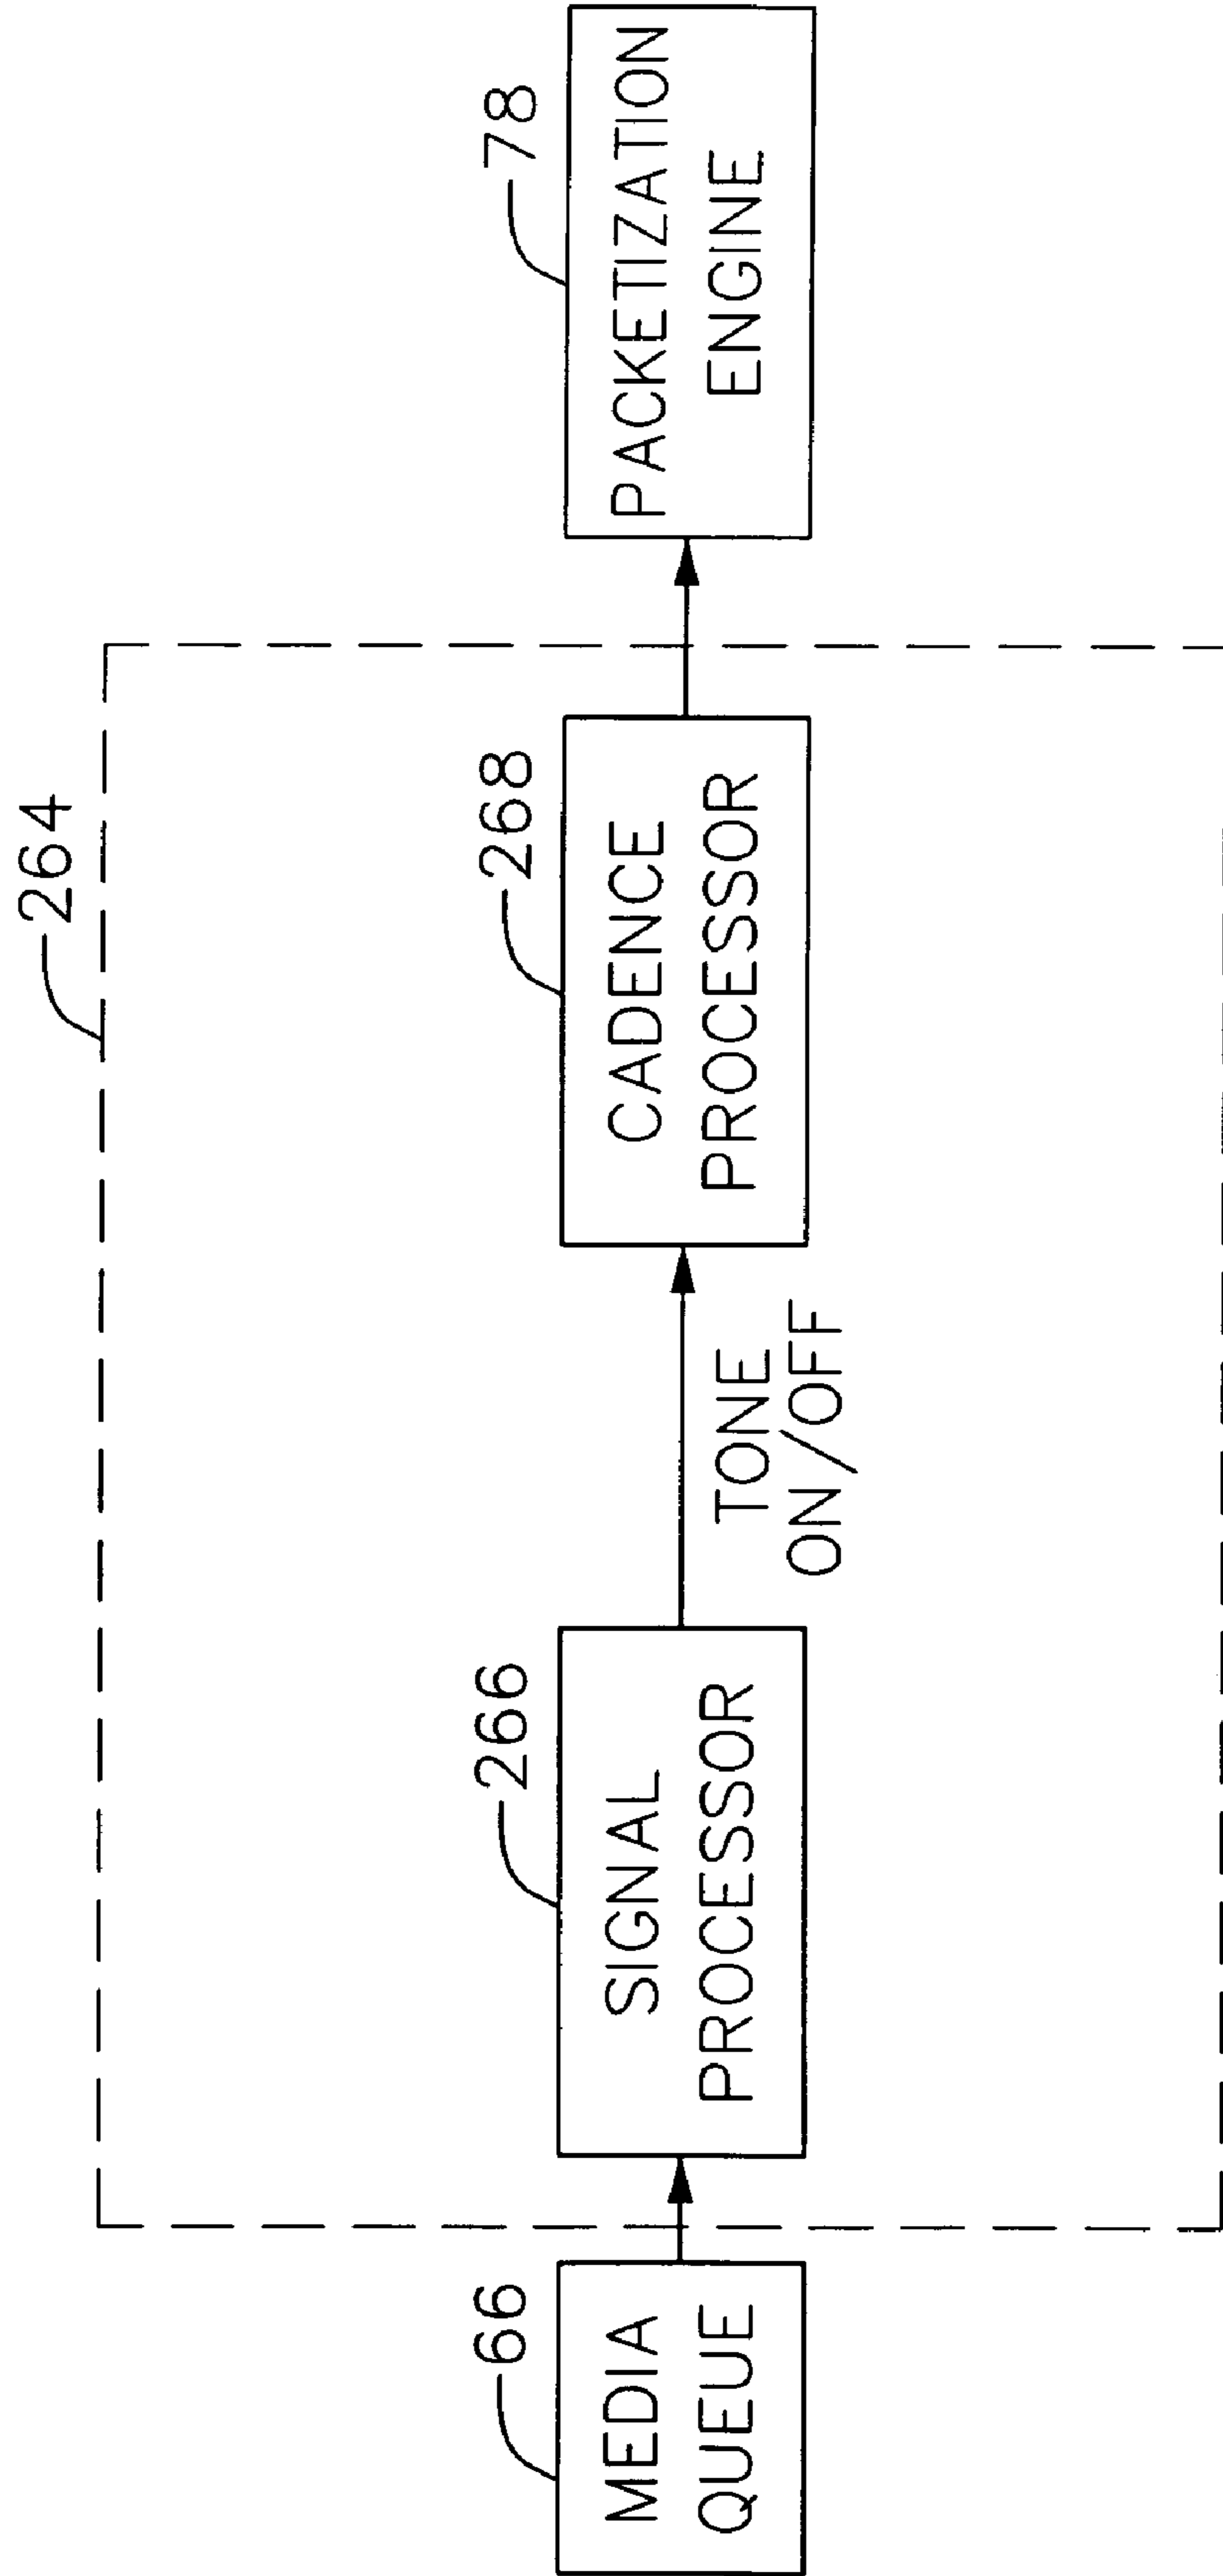 264
66
MEDIA
QUEUE
266
SIGNAL
PROCESSOR
TONE
ON/OFF
268
CADENCE
PROCESSOR
78
PACKETIZATION
ENGINE